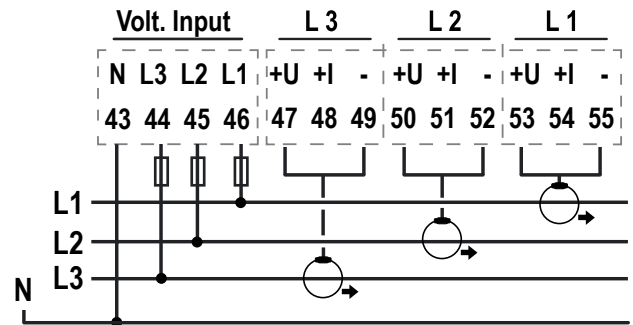 Volt. Input L 3 L 2 L 1
N L3 L2 L1 +U +I - +U +I - +U +I -
43 44 45 46 47 48 49 50 51 52 53 54 55
L1
L2
L3
N